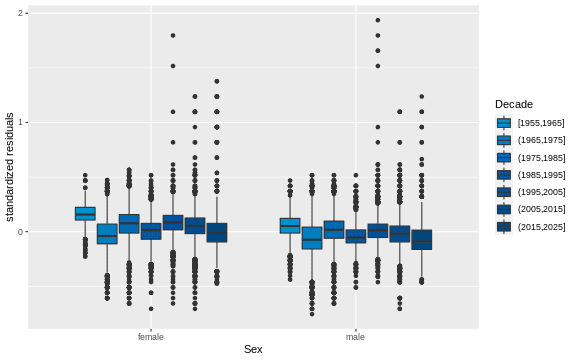 standardized residuals
2
1
0
female
male
Sex
Decade
[1955,1965]
(1965,1975]
(1975,1985]
(1985,1995]
(1995,2005]
(2005,2015]
(2015,2025]